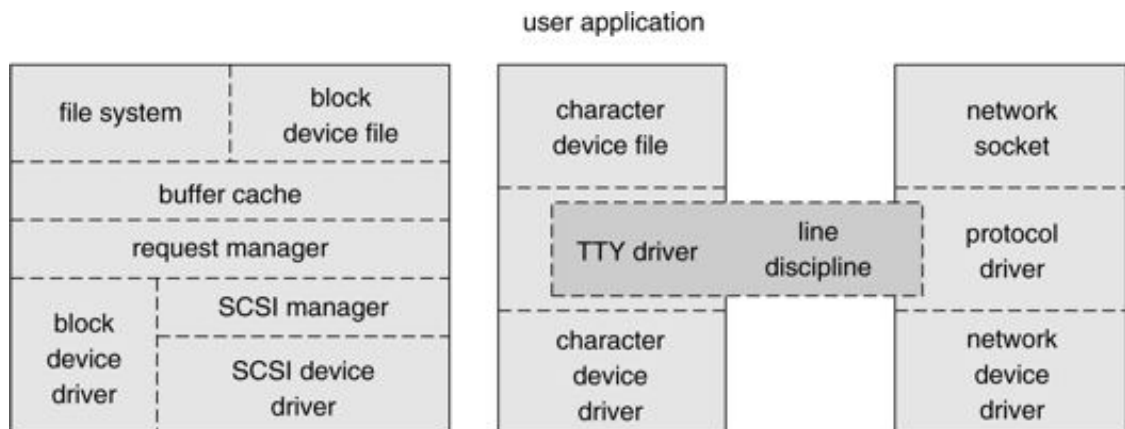 user application
file system
block
device file
buffer cache
request manager
block
device
driver
SCSI manager
SCSI device
driver
character
device file
TTY driver
line
discipline
character
device
driver
network
socket
protocol
driver
network
device
driver